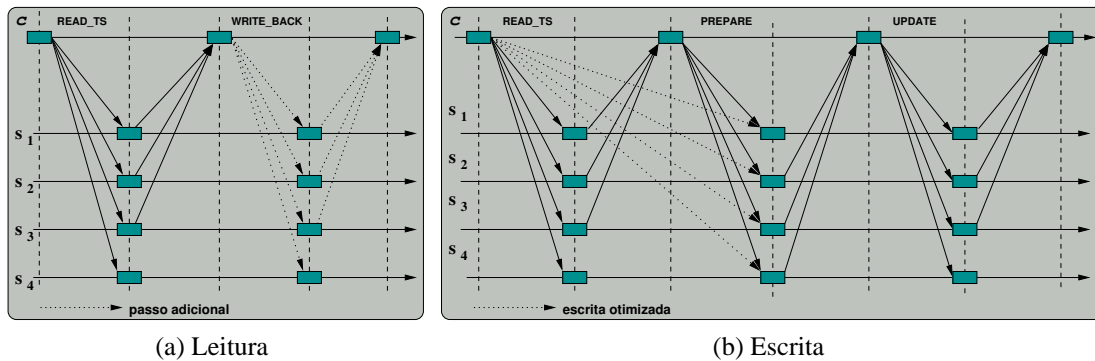 c READ_TS WRITE_BACK
s 1
s 2
s 3
s 4
passo adicional
(a) Leitura
c READ_TS PREPARE UPDATE
s 1
s 2
s 3
s 4
escrita otimizada
(b) Escrita